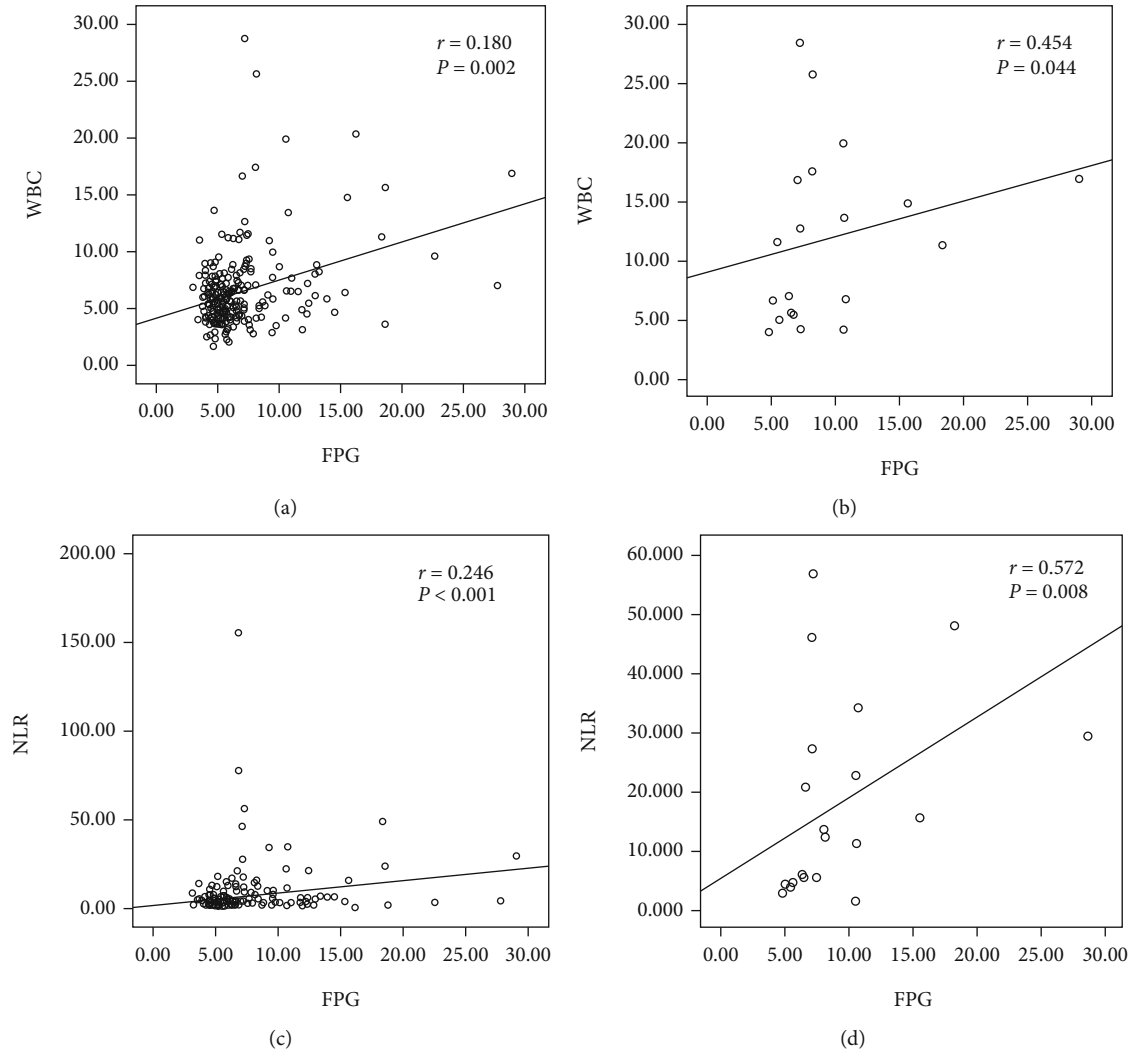 30.00
25.00
20.00
15.00
10.00
5.00
0.00
WBC
r = 0.180
P = 0.002
0.00 5.00 10.00 15.00 20.00 25.00 30.00
FPG
(a)
30.00
25.00
20.00
15.00
10.00
5.00
0.00
WBC
r = 0.454
P = 0.044
0.00 5.00 10.00 15.00 20.00 25.00 30.00
FPG
(b)
200.00
150.00
100.00
50.00
0.00
NLR
r = 0.246
P < 0.001
0.00 5.00 10.00 15.00 20.00 25.00 30.00
FPG
(c)
60.000
50.000
40.000
30.000
20.000
10.000
0.000
NLR
r = 0.572
P = 0.008
0.00 5.00 10.00 15.00 20.00 25.00 30.00
FPG
(d)